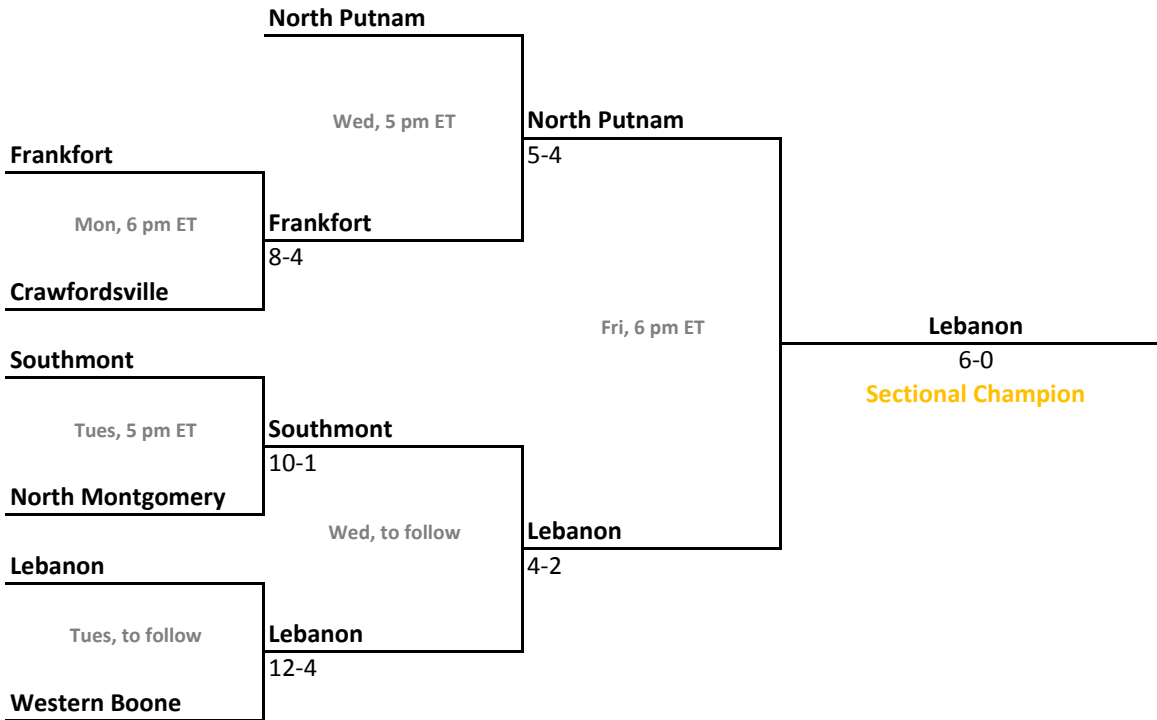 North Putnam
Wed, 5 pm ET
North Putnam
Frankfort
5-4
Mon, 6 pm ET
Frankfort
8-4
Crawfordsville
Fri, 6 pm ET
Lebanon
Southmont
6-0
Sectional Champion
Tues, 5 pm ET
Southmont
10-1
North Montgomery
Wed, to follow
Lebanon
Lebanon
4-2
Tues, to follow
Lebanon
12-4
Western Boone